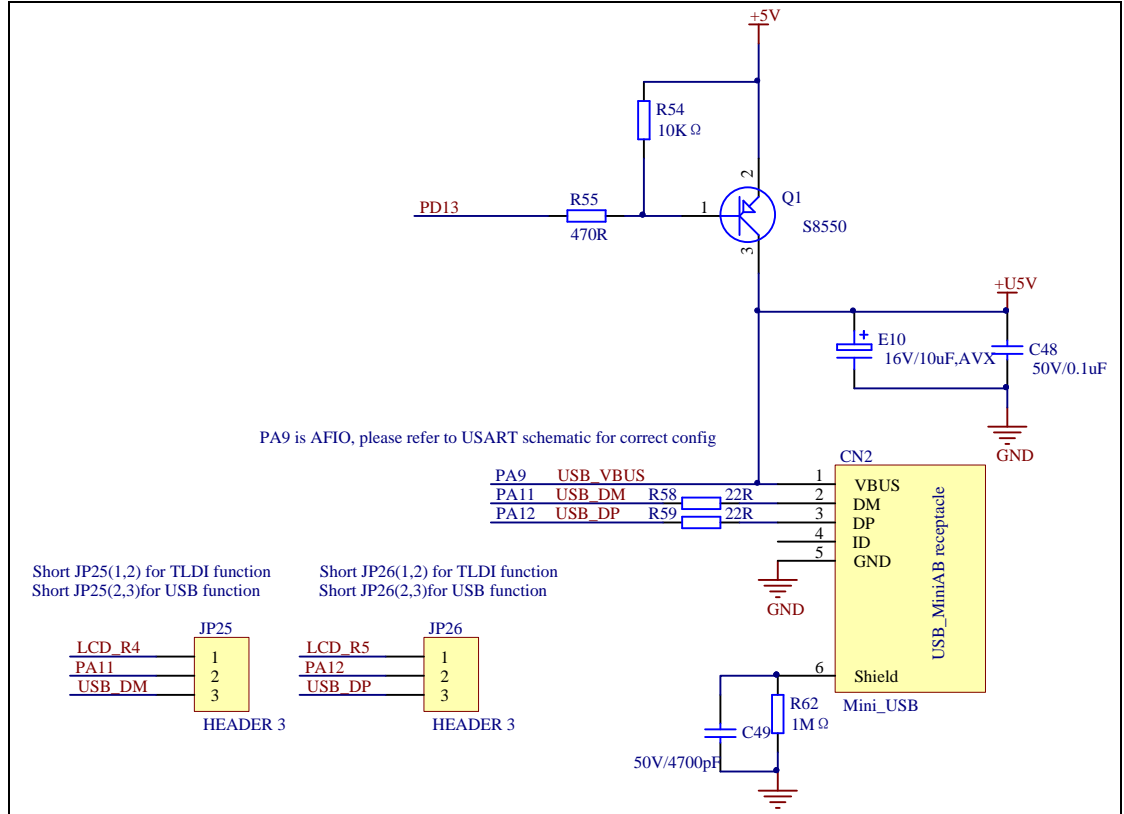 +5V
R54
10KΩ
2
PD13
R55
1
Q1
470R
S8550
3
+U5V
E10
16V/10uF,AVX
C48
50V/0.1uF
PA9 is AFIO, please refer to USART schematic for correct config
GND
CN2
PA9 USB_VBUS 1 VBUS
PA11 USB_DM R58 22R 2 DM
PA12 USB_DP R59 22R 3 DP
4 ID
5 GND
USB_MiniAB receptacle
GND
Short JP25(1,2) for TLDI function
Short JP25(2,3)for USB function
Short JP26(1,2) for TLDI function
Short JP26(2,3)for USB function
JP25
LCD_R4 1
PA11 2
USB_DM 3
HEADER 3
JP26
LCD_R5 1
PA12 2
USB_DP 3
HEADER 3
6 Shield
Mini_USB
R62
1MΩ
C49
50V/4700pF